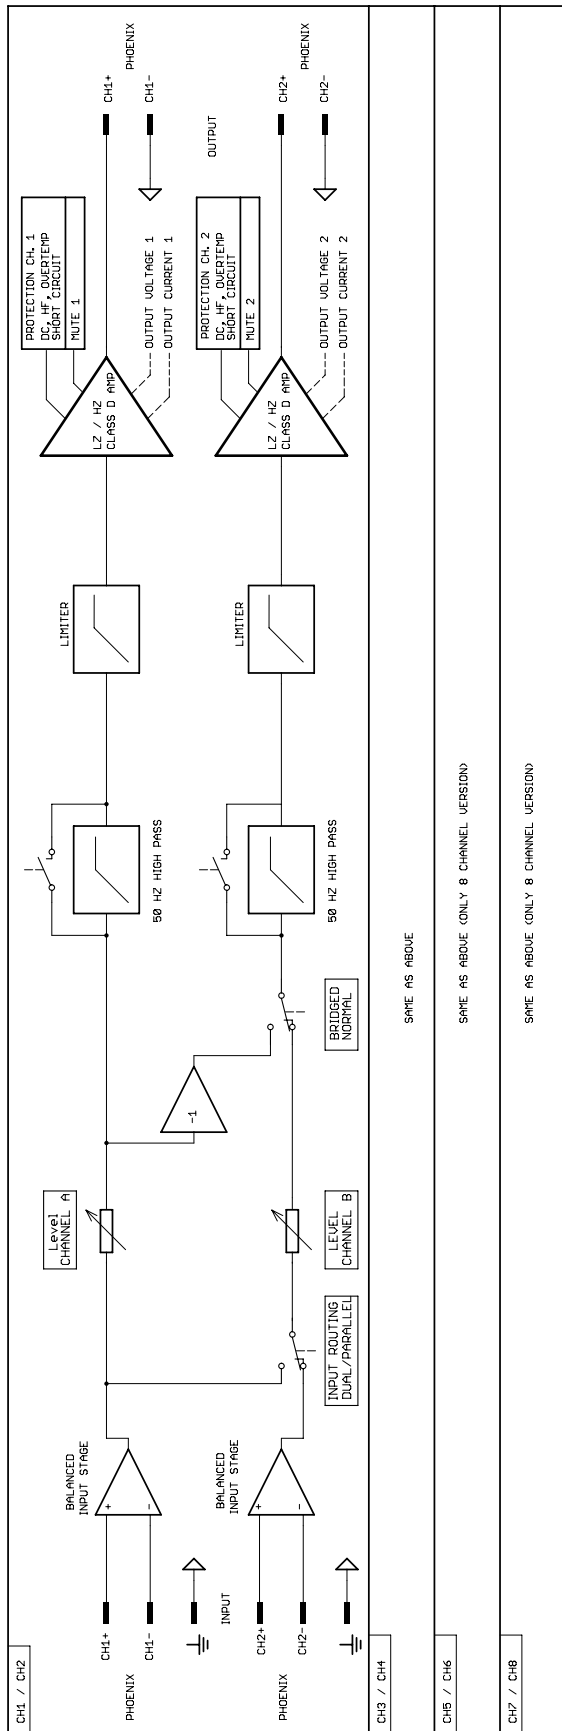 CH1 / CH2
PHOENIX
CH1+
CH1-
INPUT
CH2+
CH2-
PHOENIX
BALANCED
INPUT STAGE
+
-
BALANCED
INPUT STAGE
+
-
INPUT ROUTING
DUAL/PARALLEL
Level
CHANNEL A
LEVEL
CHANNEL B
-1
BRIDGED
NORMAL
50 HZ HIGH PASS
50 HZ HIGH PASS
LIMITER
LIMITER
LZ / HZ
CLASS D AMP
PROTECTION CH. 1
DC, HF, OVERTEMP
SHORT CIRCUIT
MUTE 1
OUTPUT VOLTAGE 1
OUTPUT CURRENT 1
LZ / HZ
CLASS D AMP
PROTECTION CH. 2
DC, HF, OVERTEMP
SHORT CIRCUIT
MUTE 2
OUTPUT VOLTAGE 2
OUTPUT CURRENT 2
PHOENIX
CH1+
CH1-
OUTPUT
PHOENIX
CH2+
CH2-
CH3 / CH4
SAME AS ABOVE
CH5 / CH6
SAME AS ABOVE (ONLY 8 CHANNEL VERSION)
CH7 / CH8
SAME AS ABOVE (ONLY 8 CHANNEL VERSION)